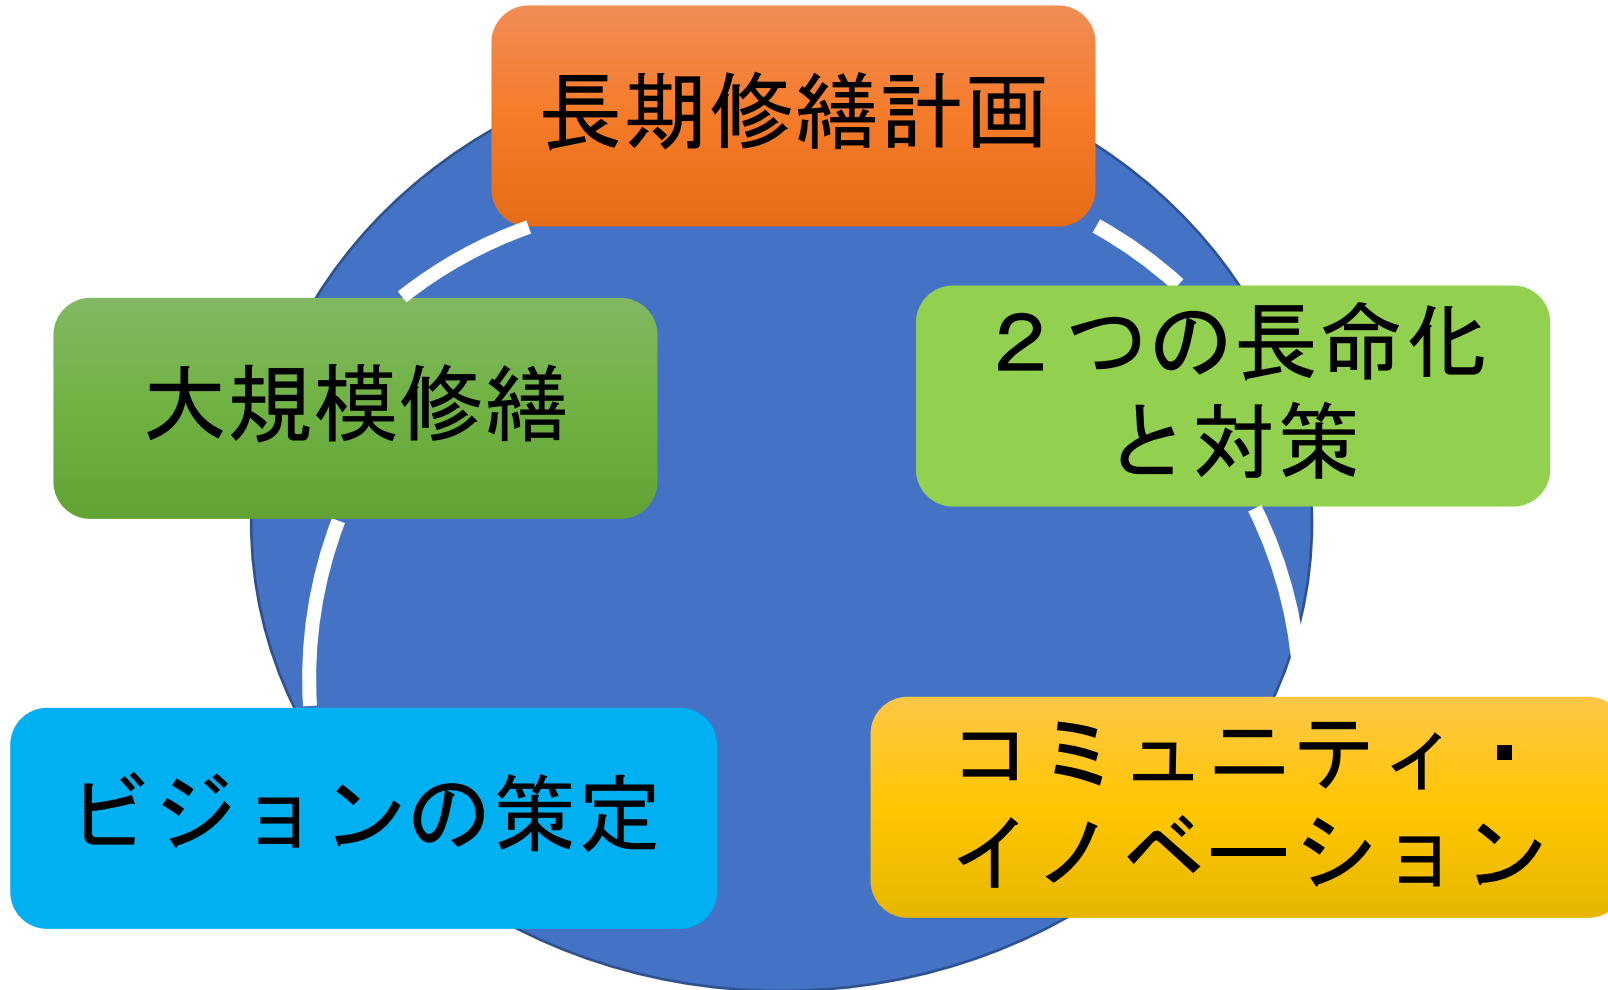 長期修繕計画
大規模修繕
２つの長命化
と対策
ビジョンの策定
コミュニティ・
イノベーション